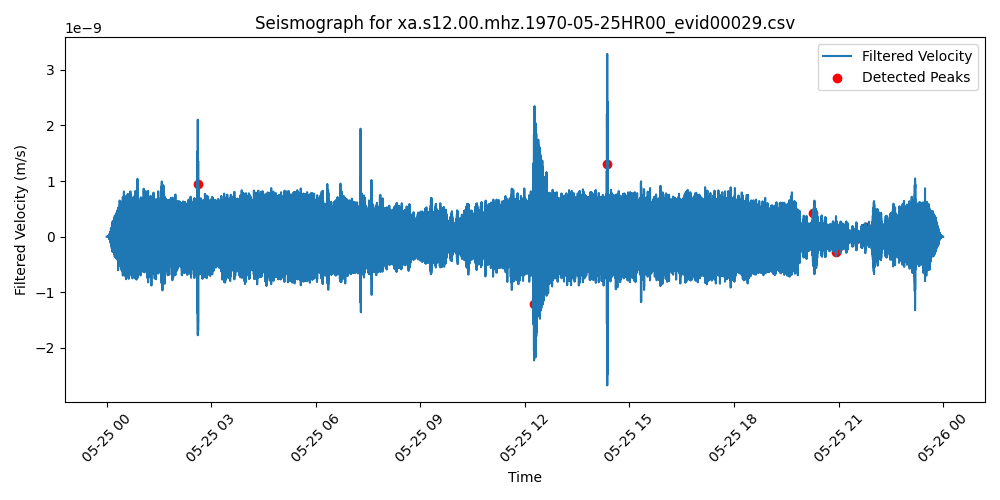 Seismograph for xa.s12.00.mhz.1970-05-25HR00_evid00029.csv
1e−9
Filtered Velocity
Detected Peaks
3
2
1
0
−1
−2
Filtered Velocity (m/s)
05-25 00
05-25 03
05-25 06
05-25 09
05-25 12
05-25 15
05-25 18
05-25 21
05-26 00
Time